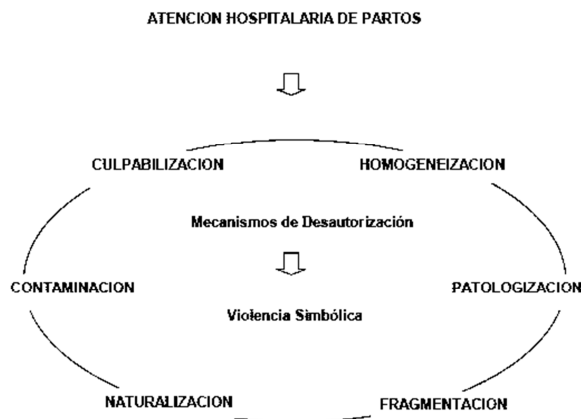 ATENCION HOSPITALARIA DE PARTOS
CULPABILIZACION
HOMOGENEIZACION
Mecanismos de Desautorización
CONTAMINACION
PATOLOGIZACION
Violencia Simbólica
NATURALIZACION
FRAGMENTACION